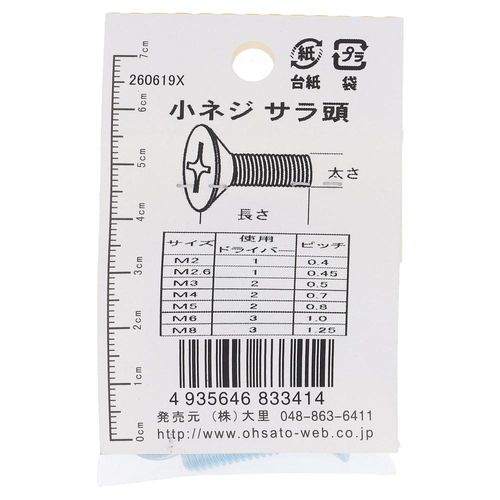 紙
プラ
台紙 袋
260619X
小ネジ サラ頭
太さ
長さ
サイズ 使用ドライバー ピッチ
M2 1 0.4
M2.6 1 0.45
M3 2 0.5
M4 2 0.7
M5 2 0.8
M6 3 1.0
M8 3 1.25
7cm
6cm
5cm
4cm
3cm
2cm
1cm
0cm
4 935646 833414
発売元 (株)大里 048-863-6411
http://www.ohsato-web.co.jp